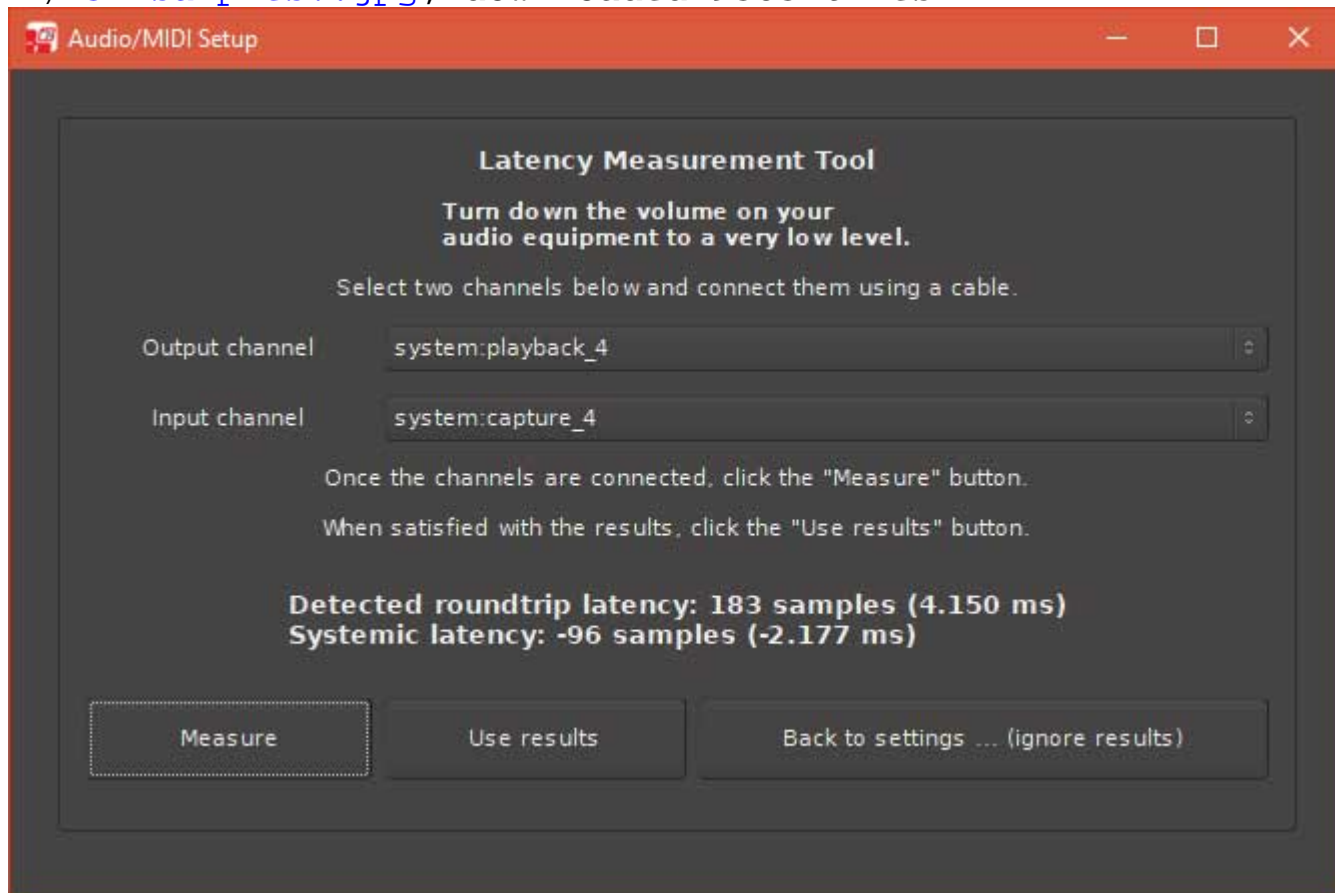 Audio/MIDI Setup
Latency Measurement Tool
Turn down the volume on your
audio equipment to a very low level.
Select two channels below and connect them using a cable.
Output channel system:playback_4
Input channel system:capture_4
Once the channels are connected, click the "Measure" button.
When satisfied with the results, click the "Use results" button.
Detected roundtrip latency: 183 samples (4.150 ms)
Systemic latency: -96 samples (-2.177 ms)
Measure Use results Back to settings ... (ignore results)